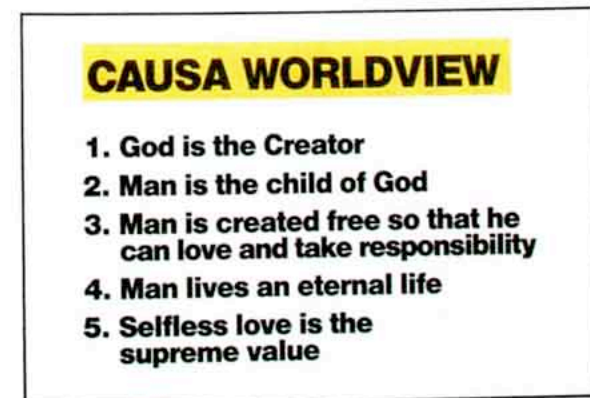 CAUSA WORLDVIEW
1. God is the Creator
2. Man is the child of God
3. Man is created free so that he
can love and take responsibility
4. Man lives an eternal life
5. Selfless love is the
supreme value